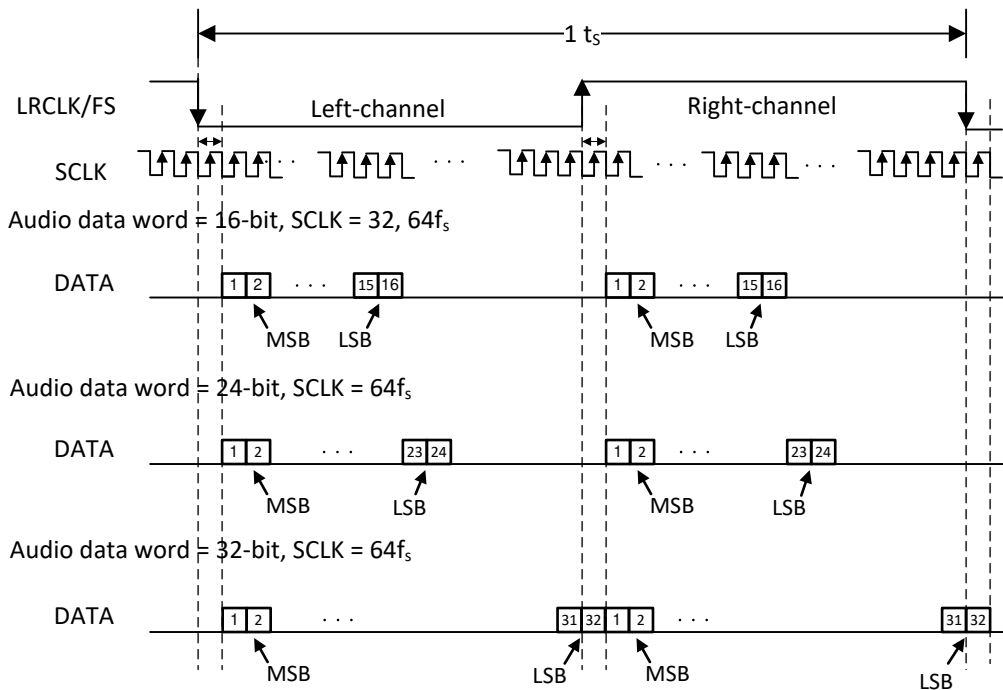 1 tS
LRCLK/FS
Left-channel
Right-channel
SCLK
. . .
. . .
. . .
. . .
Audio data word = 16-bit, SCLK = 32, 64fs
DATA
1 2 . . . 15 16 1 2 . . . 15 16
MSB LSB MSB LSB
Audio data word = 24-bit, SCLK = 64fs
DATA
1 2 . . . 23 24 1 2 . . . 23 24
MSB LSB MSB LSB
Audio data word = 32-bit, SCLK = 64fs
DATA
1 2 . . . 31 32 1 2 . . . 31 32
MSB LSB MSB LSB